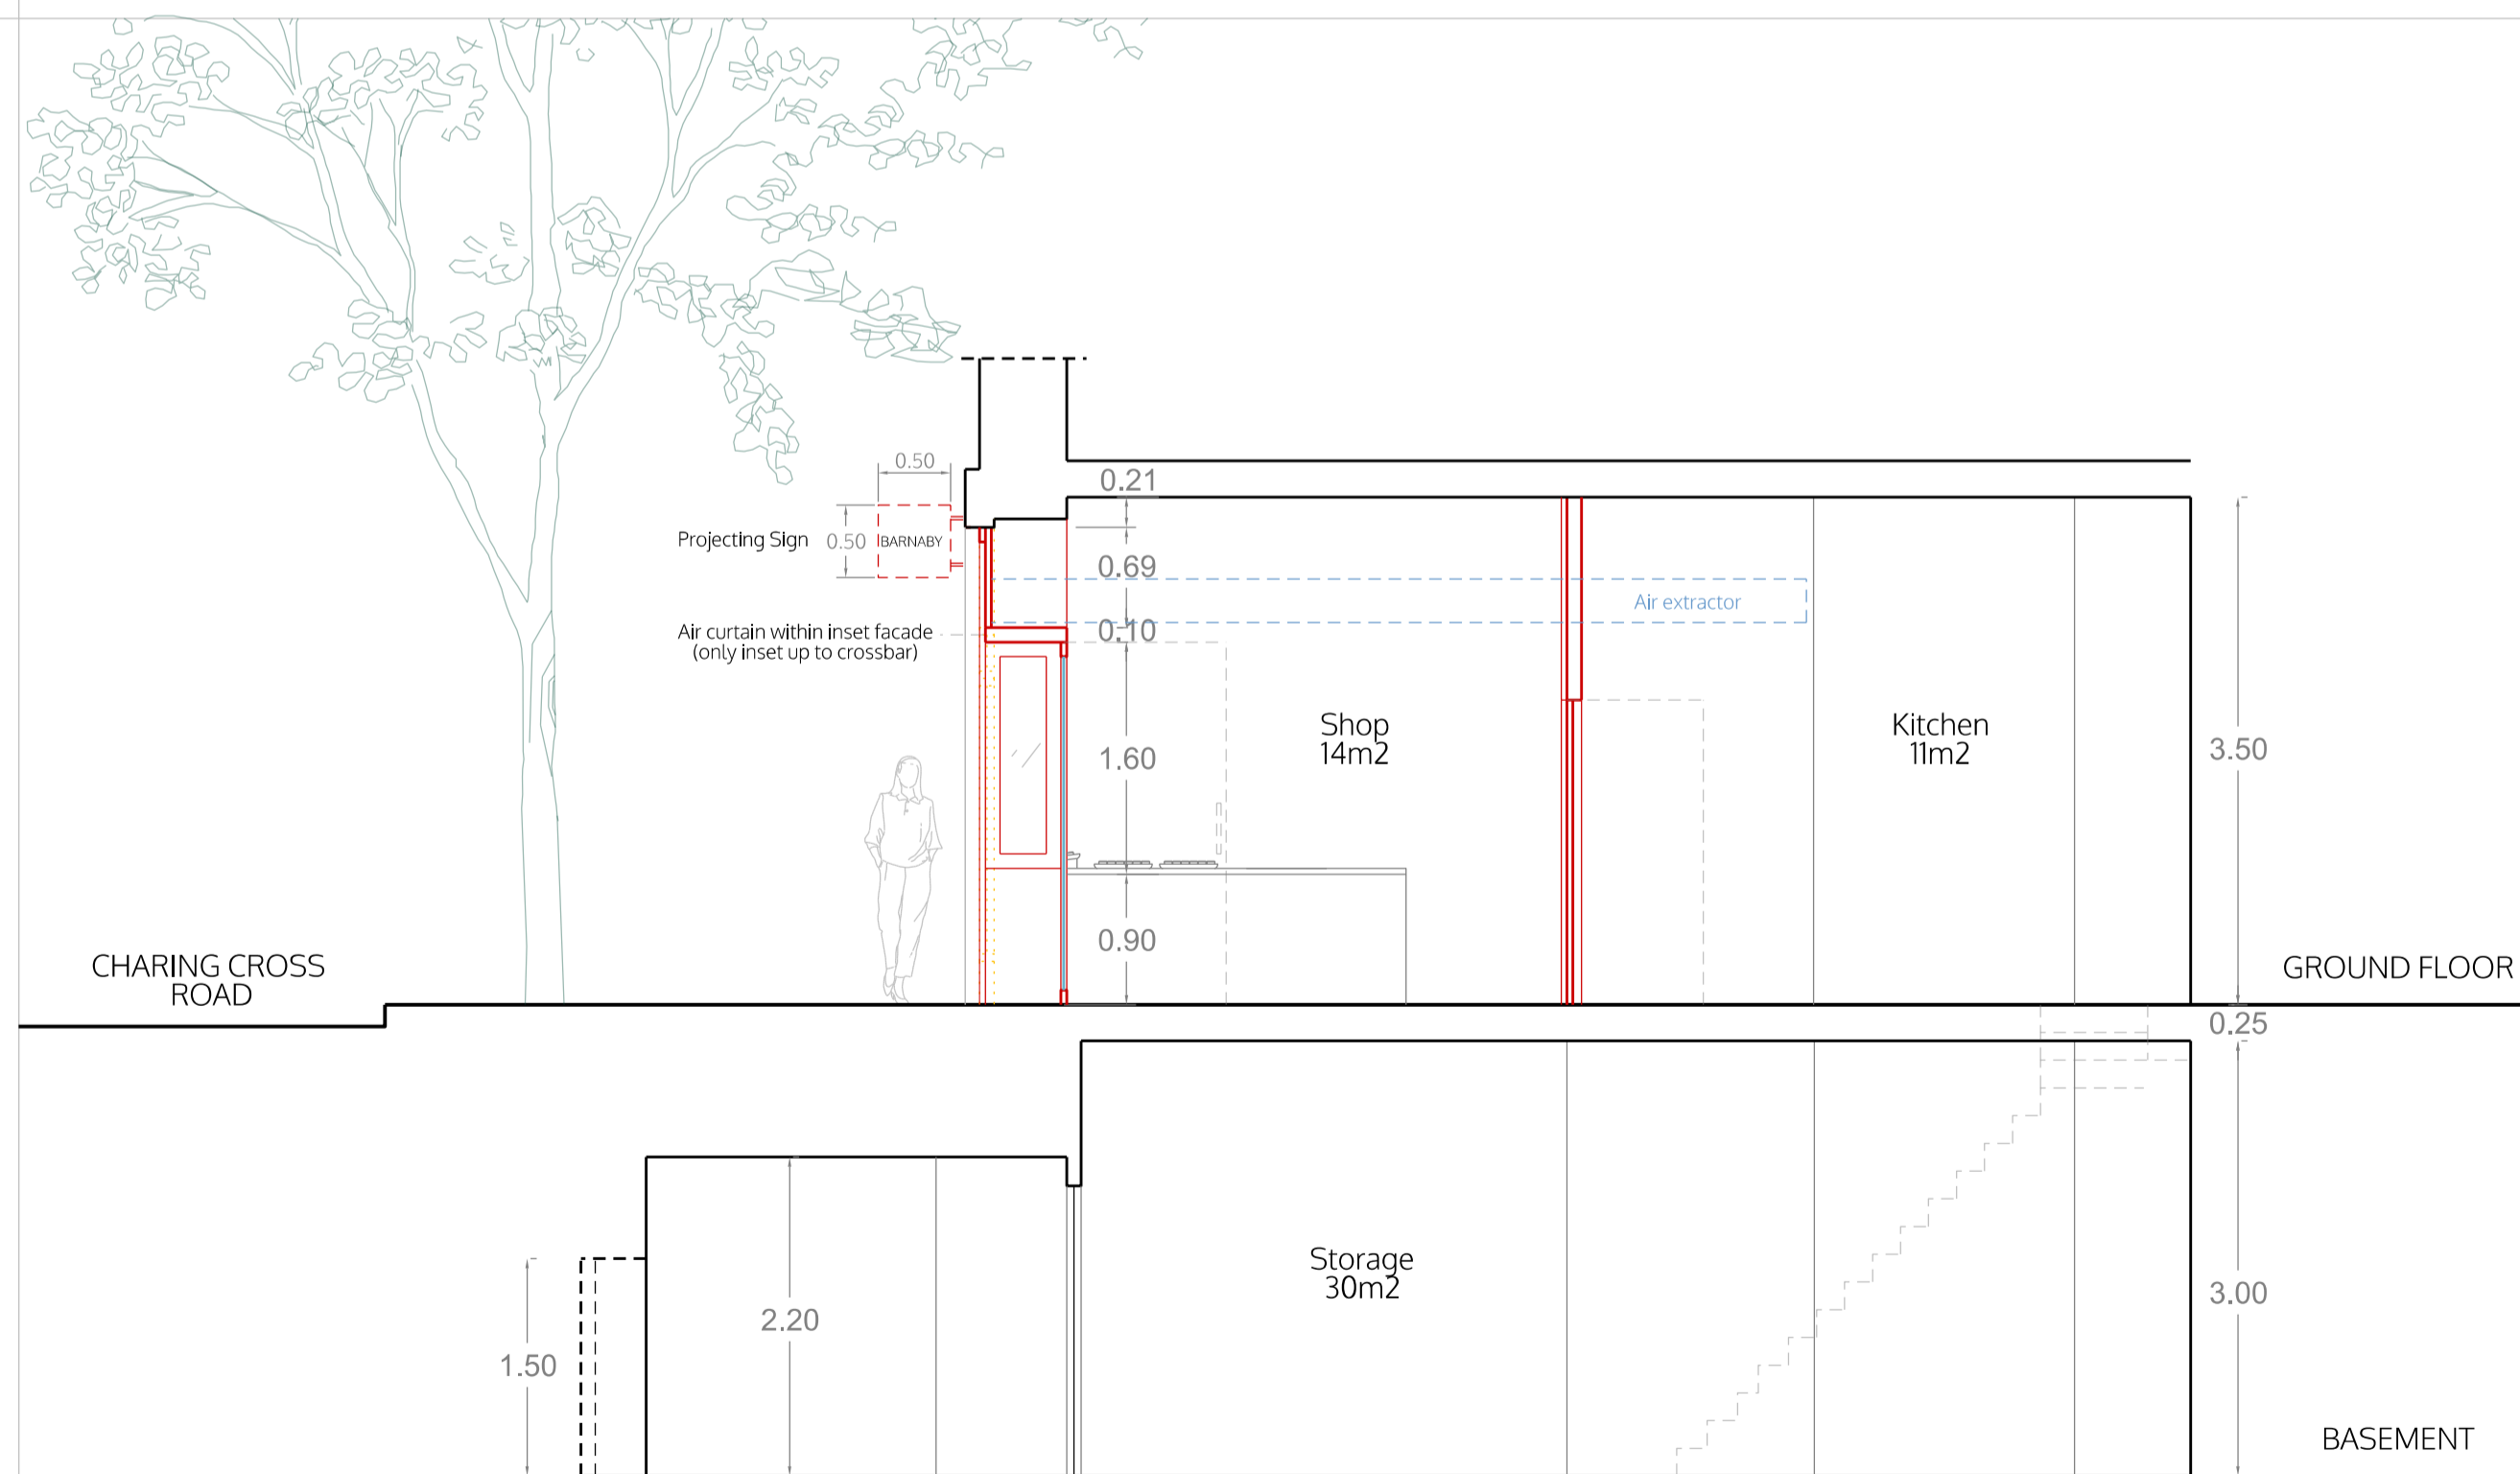 0.50
0.21
Projecting Sign
0.50
BARNABY
0.69
Air extractor
Air curtain within inset facade
(only inset up to crossbar)
0.10
Shop
14m2
Kitchen
11m2
1.60
3.50
0.90
CHARING CROSS
ROAD
GROUND FLOOR
0.25
Storage
30m2
3.00
2.20
1.50
BASEMENT